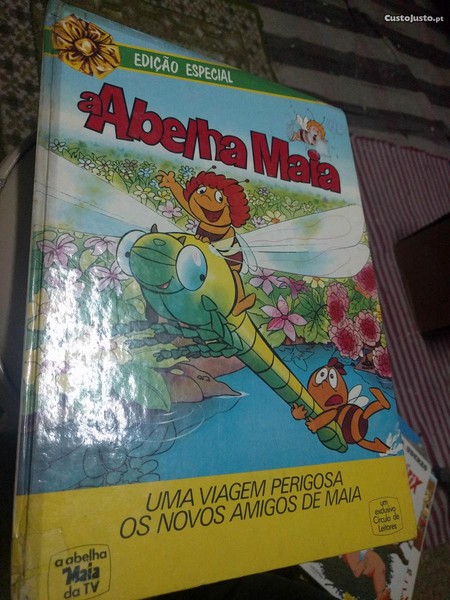 CustoJusto.pt
EDIÇÃO ESPECIAL
a Abelha Maia
UMA VIAGEM PERIGOSA
OS NOVOS AMIGOS DE MAIA
a abelha
Maia
da TV
um
exclusivo
Círculo de
Leitores